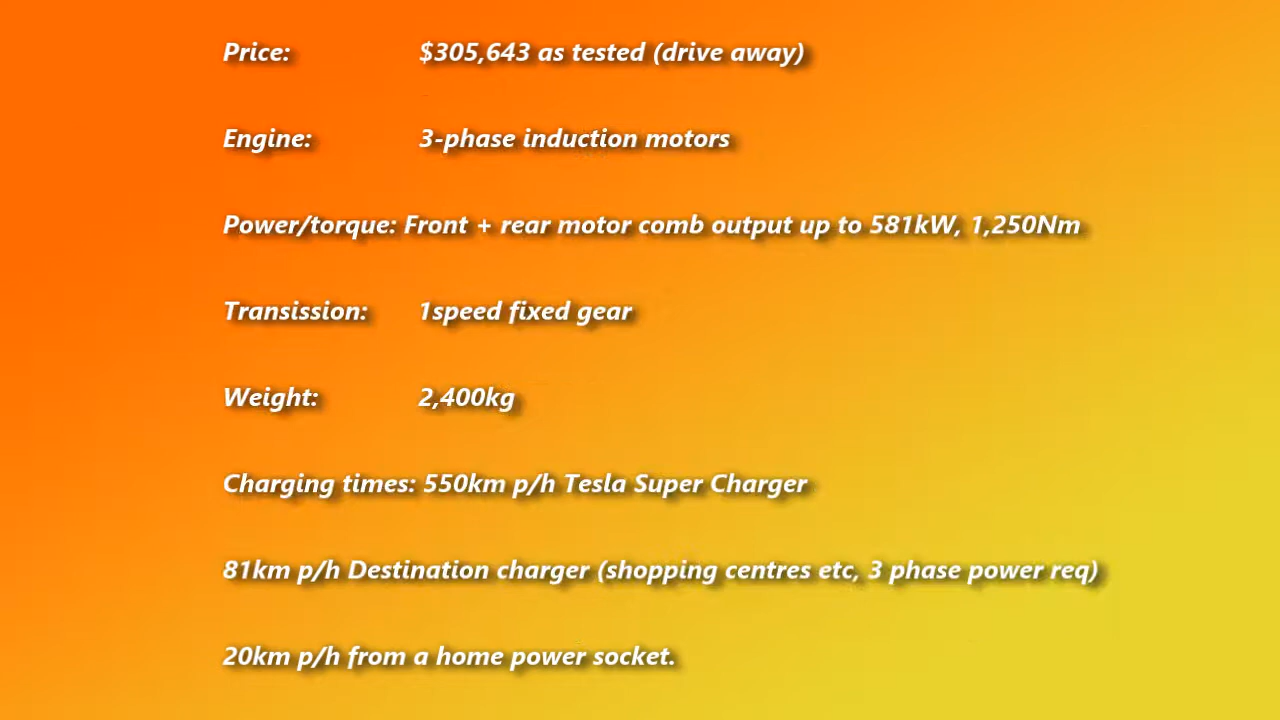 Price: $305,643 as tested (drive away)
Engine: 3-phase induction motors
Power/torque: Front + rear motor comb output up to 581kW, 1,250Nm
Transission: 1speed fixed gear
Weight: 2,400kg
Charging times: 550km p/h Tesla Super Charger
81km p/h Destination charger (shopping centres etc, 3 phase power req)
20km p/h from a home power socket.